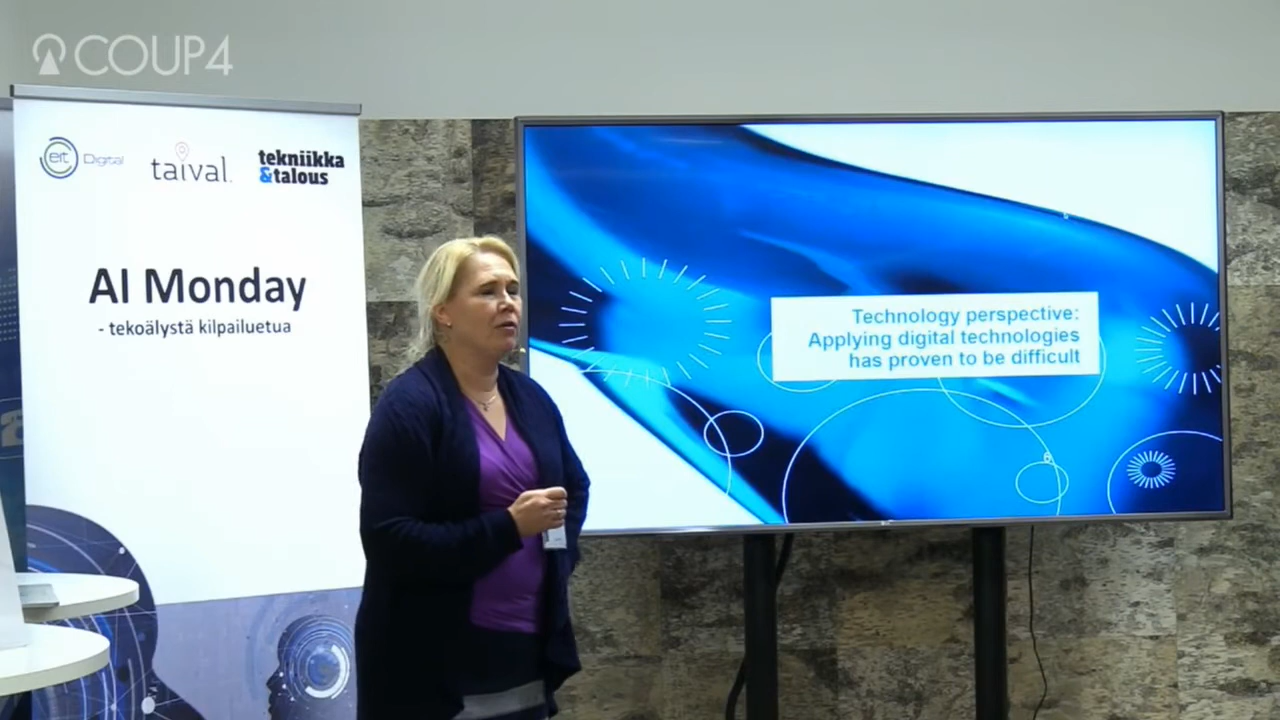 COUP4
eit Digital
taival.
tekniikka
&talous
AI Monday
- tekoälystä kilpailuetua
Technology perspective:
Applying digital technologies
has proven to be difficult